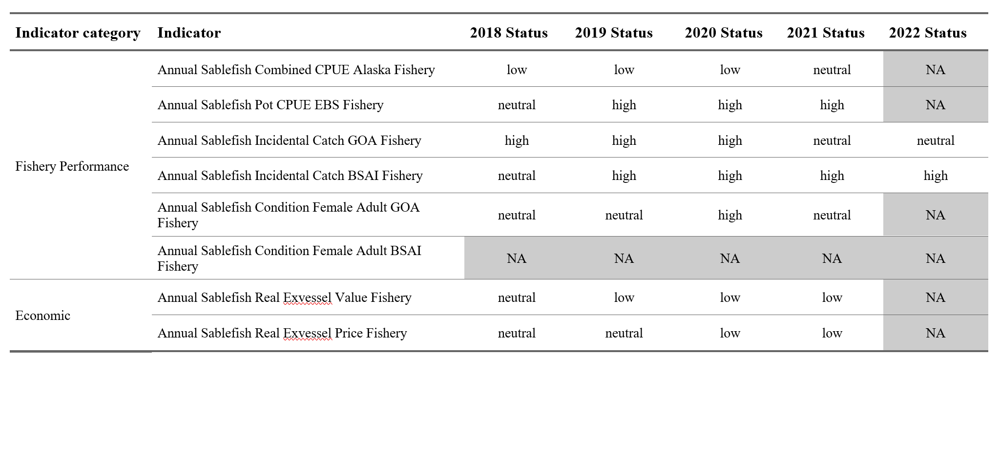 Indicator category Indicator 2018 Status 2019 Status 2020 Status 2021 Status 2022 Status
Annual Sablefish Combined CPUE Alaska Fishery low low low neutral NA
Annual Sablefish Pot CPUE EBS Fishery neutral high high high NA
Annual Sablefish Incidental Catch GOA Fishery high high high neutral neutral
Fishery Performance
Annual Sablefish Incidental Catch BSAI Fishery neutral high high high high
Annual Sablefish Condition Female Adult GOA
Fishery
neutral neutral high neutral NA
Annual Sablefish Condition Female Adult BSAI
Fishery
NA NA NA NA NA
Annual Sablefish Real Exvessel Value Fishery neutral low low low NA
Economic
Annual Sablefish Real Exvessel Price Fishery neutral neutral low low NA